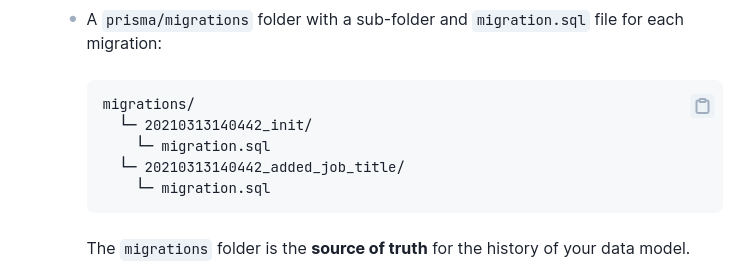 A prisma/migrations folder with a sub-folder and migration.sql file for each
migration:
migrations/
└─ 20210313140442_init/
└─ migration.sql
└─ 20210313140442_added_job_title/
└─ migration.sql
The migrations folder is the source of truth for the history of your data model.